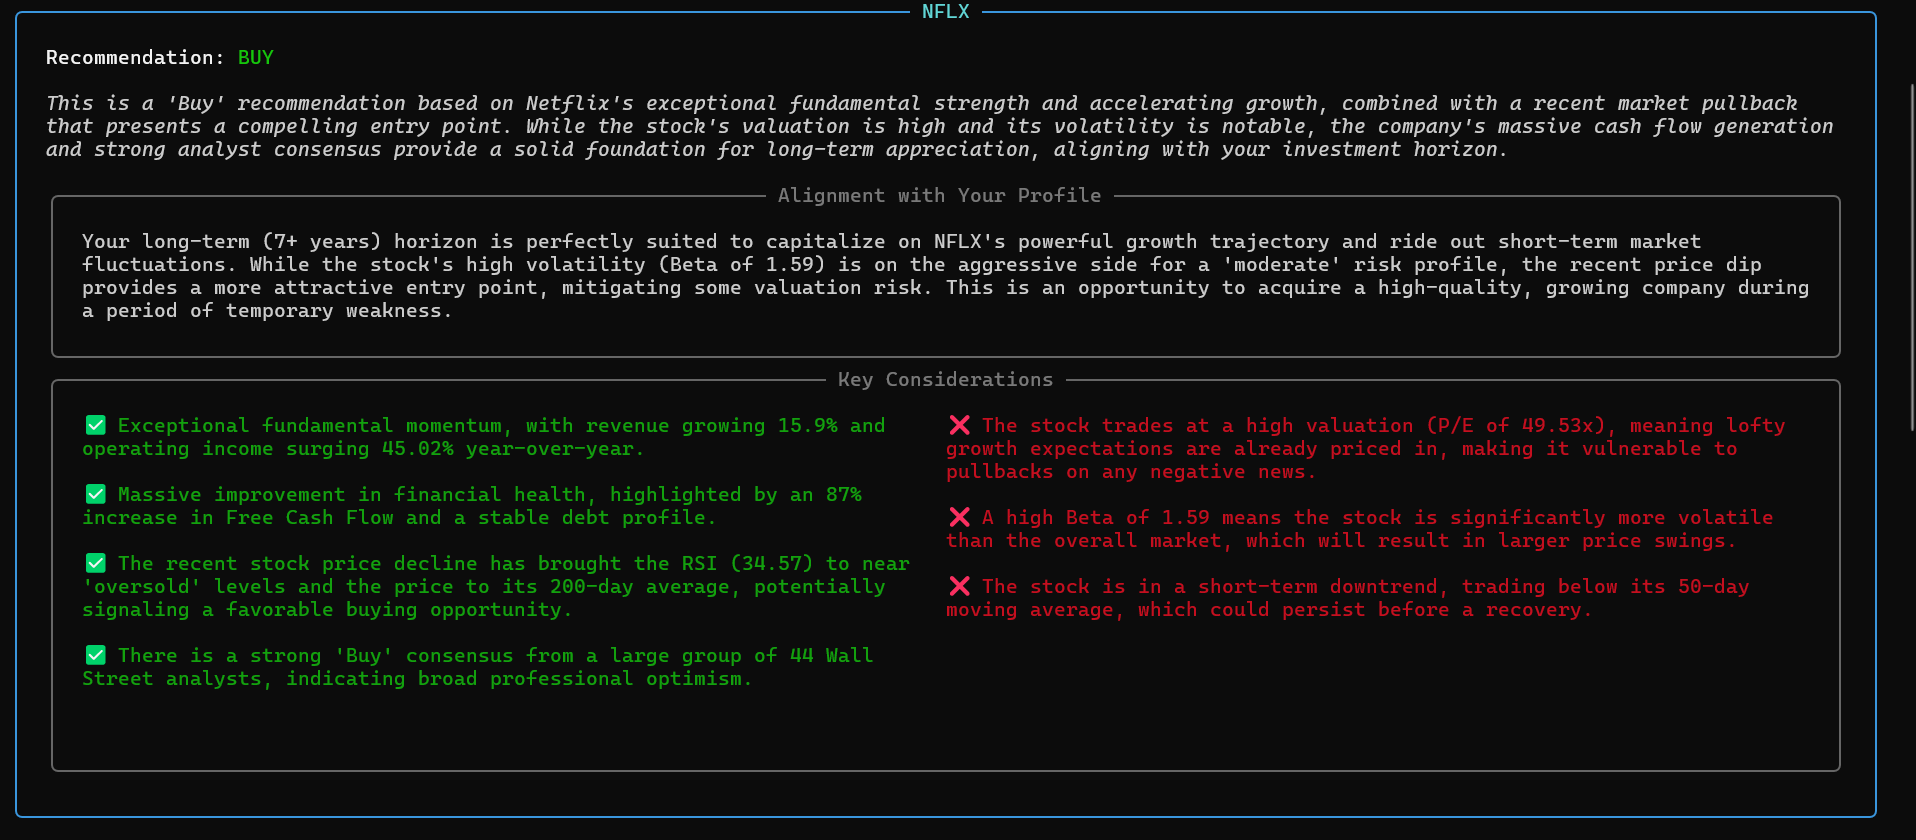 NFLX
Recommendation: BUY
This is a 'Buy' recommendation based on Netflix's exceptional fundamental strength and accelerating growth, combined with a recent market pullback
that presents a compelling entry point. While the stock's valuation is high and its volatility is notable, the company's massive cash flow generation
and strong analyst consensus provide a solid foundation for long-term appreciation, aligning with your investment horizon.
Alignment with Your Profile
Your long-term (7+ years) horizon is perfectly suited to capitalize on NFLX's powerful growth trajectory and ride out short-term market
fluctuations. While the stock's high volatility (Beta of 1.59) is on the aggressive side for a 'moderate' risk profile, the recent price dip
provides a more attractive entry point, mitigating some valuation risk. This is an opportunity to acquire a high-quality, growing company during
a period of temporary weakness.
Key Considerations
✅ Exceptional fundamental momentum, with revenue growing 15.9% and
operating income surging 45.02% year-over-year.
✅ Massive improvement in financial health, highlighted by an 87%
increase in Free Cash Flow and a stable debt profile.
✅ The recent stock price decline has brought the RSI (34.57) to near
'oversold' levels and the price to its 200-day average, potentially
signaling a favorable buying opportunity.
✅ There is a strong 'Buy' consensus from a large group of 44 Wall
Street analysts, indicating broad professional optimism.
❌ The stock trades at a high valuation (P/E of 49.53x), meaning lofty
growth expectations are already priced in, making it vulnerable to
pullbacks on any negative news.
❌ A high Beta of 1.59 means the stock is significantly more volatile
than the overall market, which will result in larger price swings.
❌ The stock is in a short-term downtrend, trading below its 50-day
moving average, which could persist before a recovery.